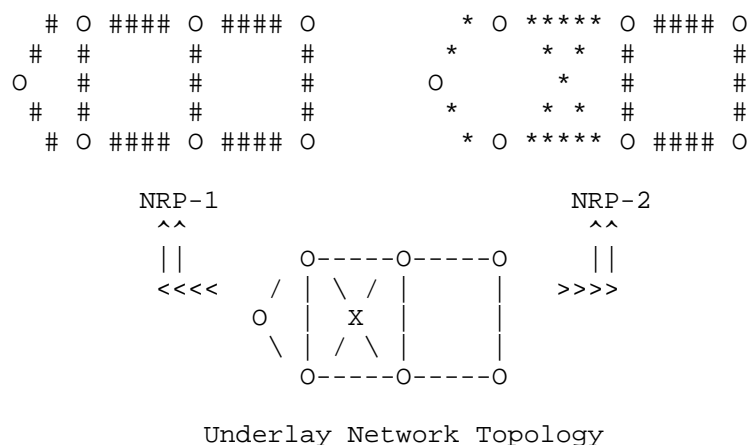 # O #### O #### O * O ***** O #### O
# # # # * * * # #
O # # # O * # #
# # # # * * * # #
# O #### O #### O * O ***** O #### O
NRP-1 NRP-2
^^ ^^
|| O-----O-----O ||
<<<< / | \ / | | >>>>
O | X | |
\ | / \ | |
O-----O-----O
Underlay Network Topology